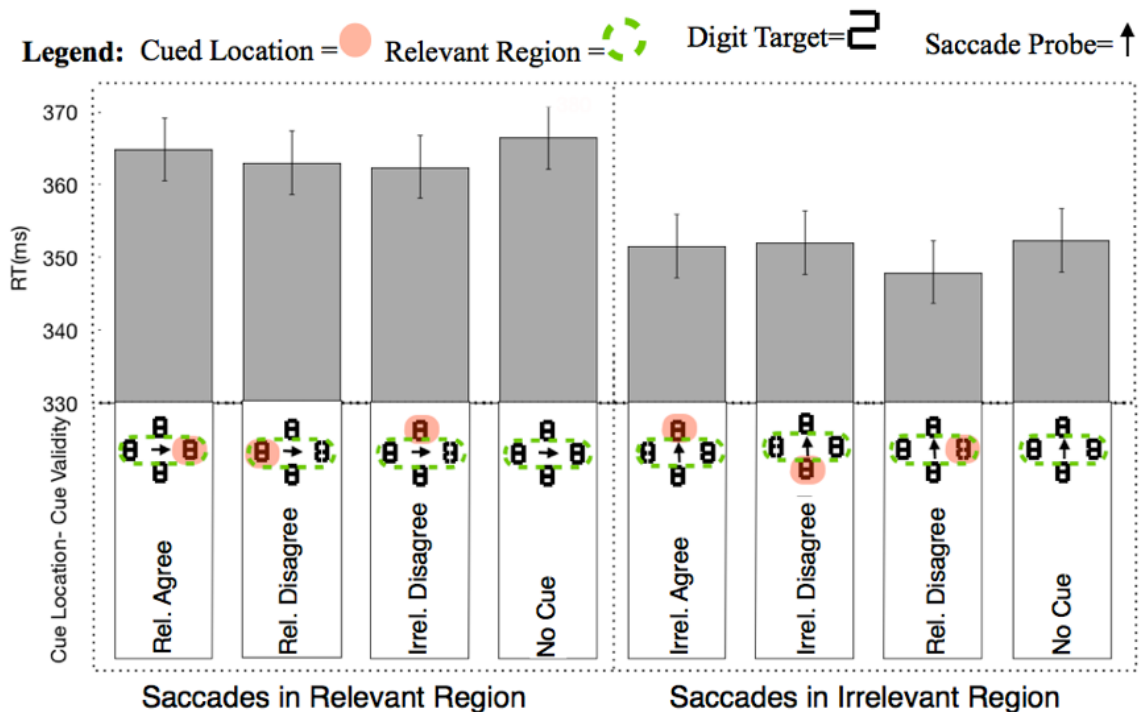 Legend: Cued Location = Relevant Region= Digit Target=2 Saccade Probe=↑
370
360
350
340
330
RT(ms)
Cue Location- Cue Validity
Rel. Agree
Rel. Disagree
Irrel. Disagree
No Cue
Irrel. Agree
Irrel. Disagree
Rel. Disagree
No Cue
Saccades in Relevant Region
Saccades in Irrelevant Region